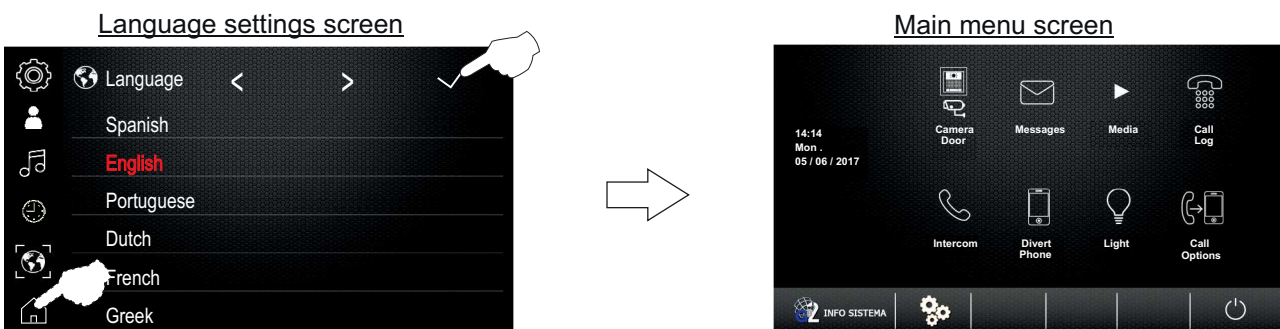 Language settings screen
Language
Spanish
English
Portuguese
Dutch
French
Greek
Main menu screen
14:14
Mon .
05 / 06 / 2017
Camera
Door
Messages
Media
Call
Log
Intercom
Divert
Phone
Light
Call
Options
INFO SISTEMA